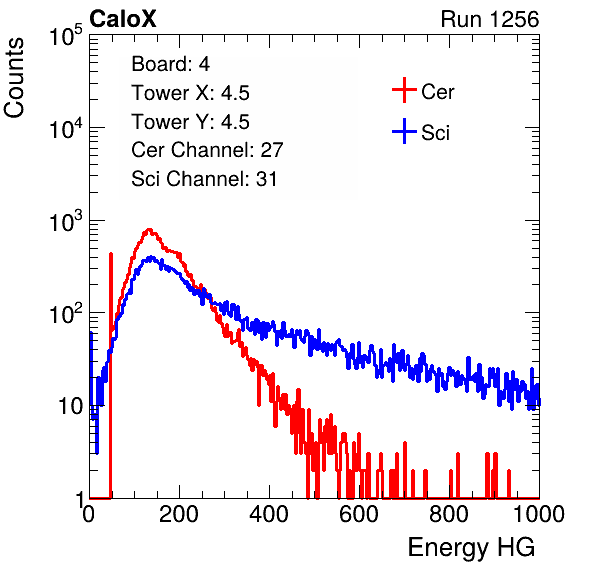 CaloX Run 1256
Counts
Board: 4
Tower X: 4.5
Tower Y: 4.5
Cer Channel: 27
Sci Channel: 31
Cer
Sci
10^5
10^4
10^3
10^2
10
1
0 200 400 600 800 1000
Energy HG